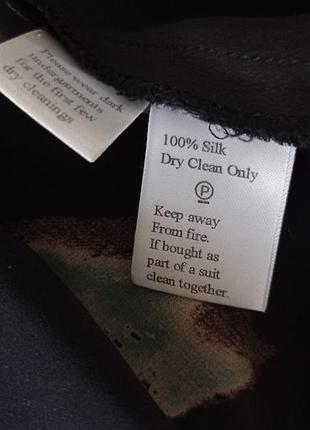 Please wear dark
undergarments
for the first few
dry cleanings
100% Silk
Dry Clean Only
P
Keep away
From fire.
If bought as
part of a suit
clean together.